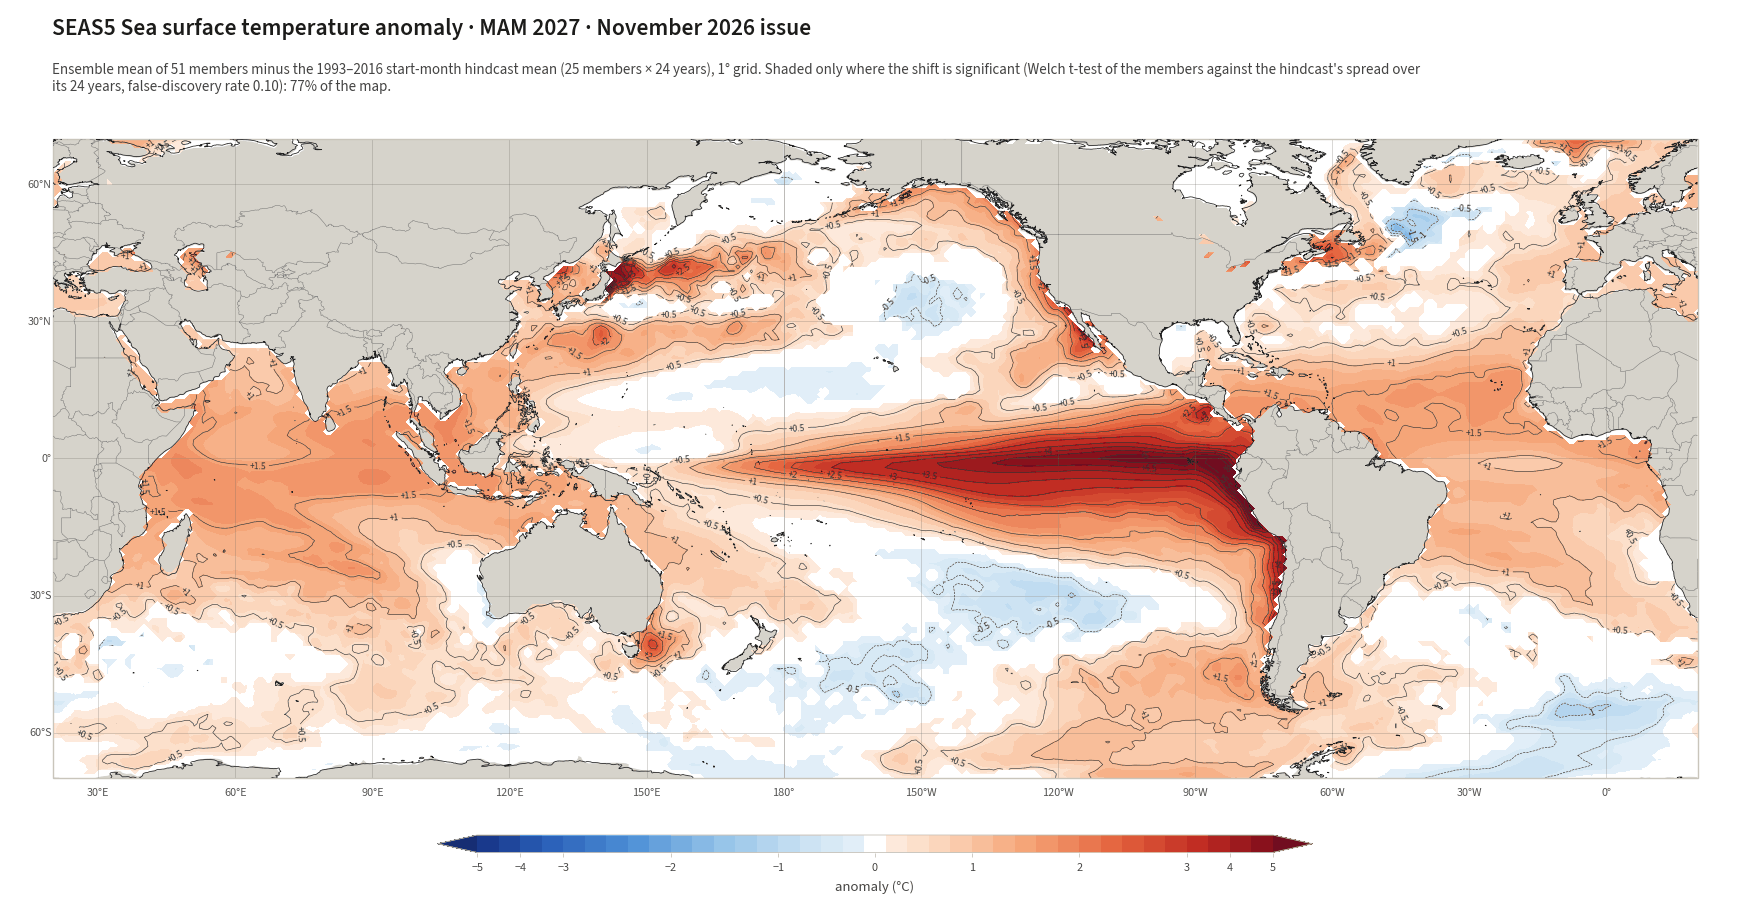 SEAS5 Sea surface temperature anomaly · MAM 2027 · November 2026 issue
Ensemble mean of 51 members minus the 1993–2016 start-month hindcast mean (25 members × 24 years), 1° grid. Shaded only where the shift is significant (Welch t-test of the members against the hindcast's spread over
its 24 years, false-discovery rate 0.10): 77% of the map.
60°N
30°N
0°
30°S
60°S
30°E 60°E 90°E 120°E 150°E 180° 150°W 120°W 90°W 60°W 30°W 0°
−5 −4 −3 −2 −1 0 1 2 3 4 5
anomaly (°C)